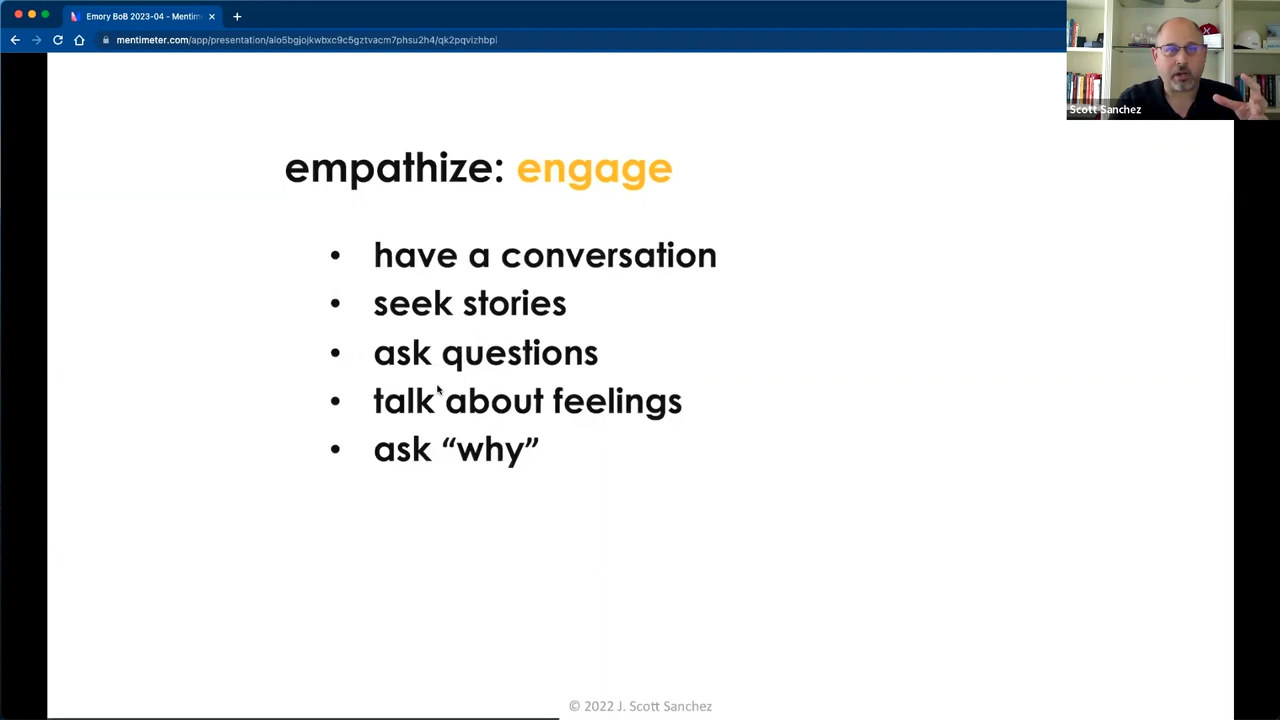 Emory BoB 2023-04 - Mentim
mentimeter.com/app/presentation/alo5bgjojkwbxc9c5gztvacm7phsu2h4/qk2pqvizhbpl
Scott Sanchez
empathize: engage
• have a conversation
• seek stories
• ask questions
• talk about feelings
• ask “why”
© 2022 J. Scott Sanchez